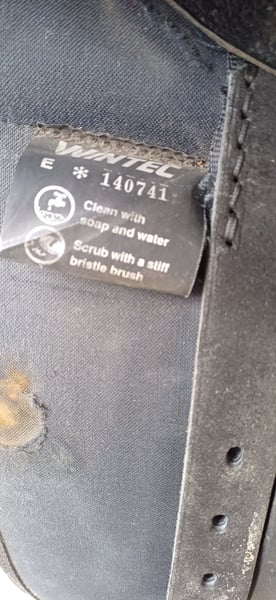 WINTEC
E * 140741
Clean with
soap and water
Scrub with a stiff
bristle brush